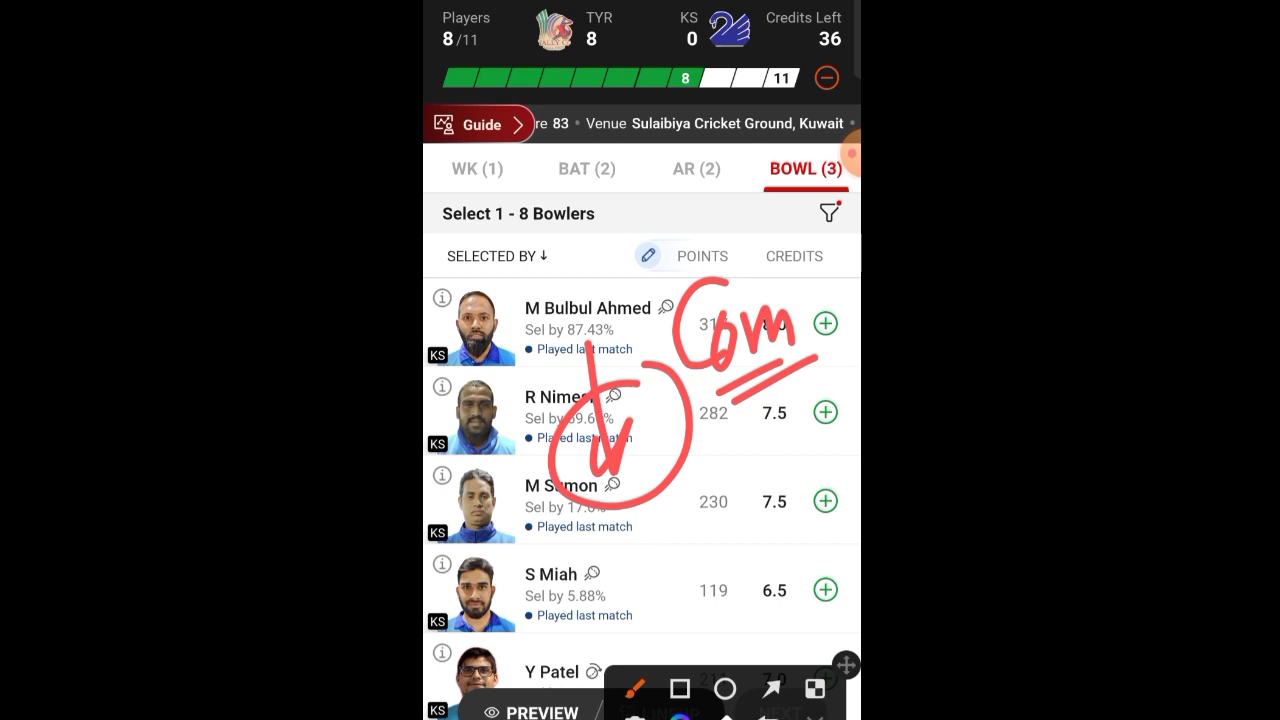 Players TYR KS Credits Left
8 /11 8 0 36
8 11
Guide re 83 • Venue Sulaibiya Cricket Ground, Kuwait •
WK (1) BAT (2) AR (2) BOWL (3)
Select 1 - 8 Bowlers
SELECTED BY ↓ POINTS CREDITS
M Bulbul Ahmed
Sel by 87.43%
Played last match
KS
Com
R Nimesh
Sel by
Played last match
KS
282 7.5
M Sumon
Sel by
Played last match
KS
230 7.5
S Miah
Sel by 5.88%
Played last match
KS
119 6.5
Y Patel
KS
PREVIEW